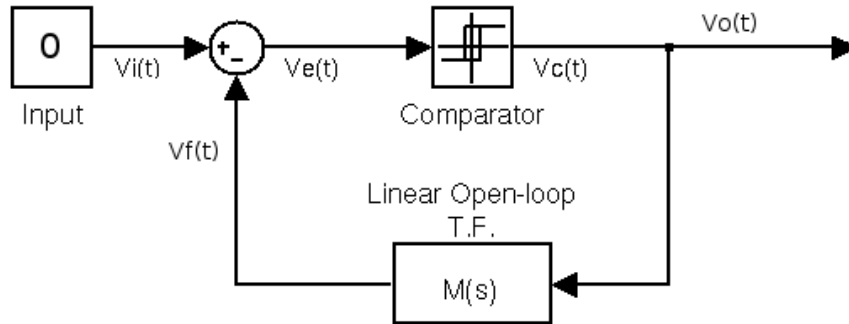 0
Vi(t)
Input
+
-
Ve(t)
Comparator
Vc(t)
Vo(t)
Vf(t)
Linear Open-loop
T.F.
M(s)